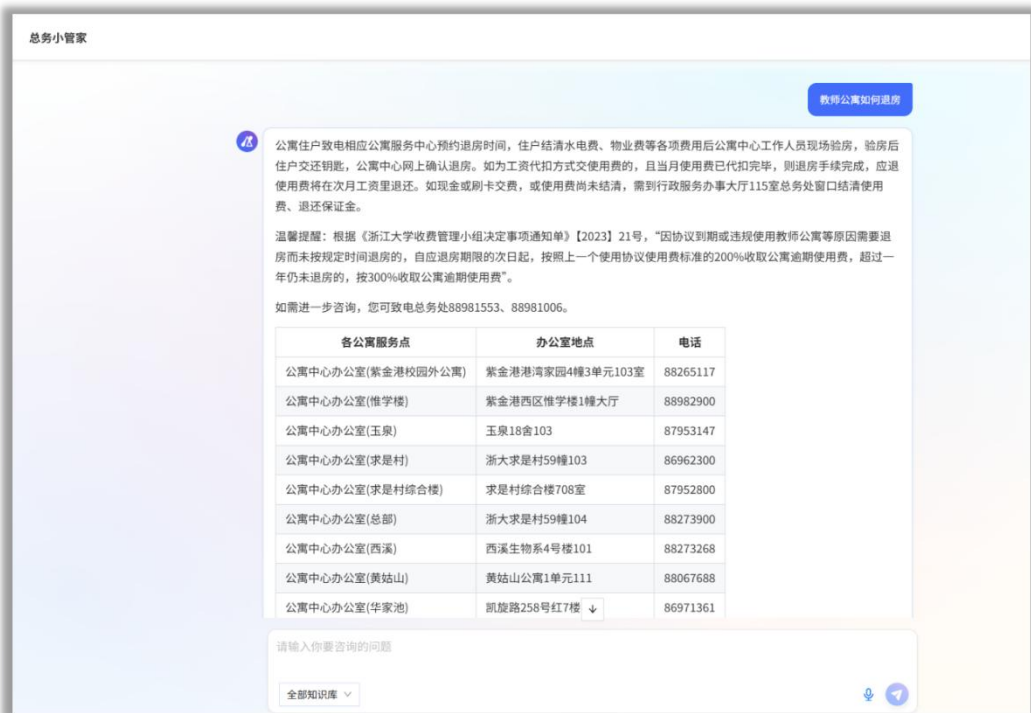 总务小管家
教师公寓如何退房
公寓住户致电相应公寓服务中心预约退房时间，住户结清水电费、物业费等各项费用后公寓中心工作人员现场验房，验房后
住户交还钥匙，公寓中心网上确认退房。如为工资代扣方式交使用费的，且当月使用费已代扣完毕，则退房手续完成，应退
使用费将在次月工资里退还。如现金或刷卡交费，或使用费尚未结清，需到行政服务办事大厅115室总务处窗口结清使用
费、退还保证金。
温馨提醒：根据《浙江大学收费管理小组决定事项通知单》【2023】21号，“因协议到期或违规使用教师公寓等原因需要退
房而未按规定时间退房的，自应退房期限的次日起，按照上一个使用协议使用费标准的200%收取公寓逾期使用费，超过一
年仍未退房的，按300%收取公寓逾期使用费”。
如需进一步咨询，您可致电总务处88981553、88981006。
各公寓服务点 办公室地点 电话
公寓中心办公室(紫金港校园外公寓) 紫金港港湾家园4幢3单元103室 88265117
公寓中心办公室(惟学楼) 紫金港西区惟学楼1幢大厅 88982900
公寓中心办公室(玉泉) 玉泉18舍103 87953147
公寓中心办公室(求是村) 浙大求是村59幢103 86962300
公寓中心办公室(求是村综合楼) 求是村综合楼708室 87952800
公寓中心办公室(总部) 浙大求是村59幢104 88273900
公寓中心办公室(西溪) 西溪生物系4号楼101 88273268
公寓中心办公室(黄姑山) 黄姑山公寓1单元111 88067688
公寓中心办公室(华家池) 凯旋路258号红7楼 86971361
请输入你要咨询的问题
全部知识库